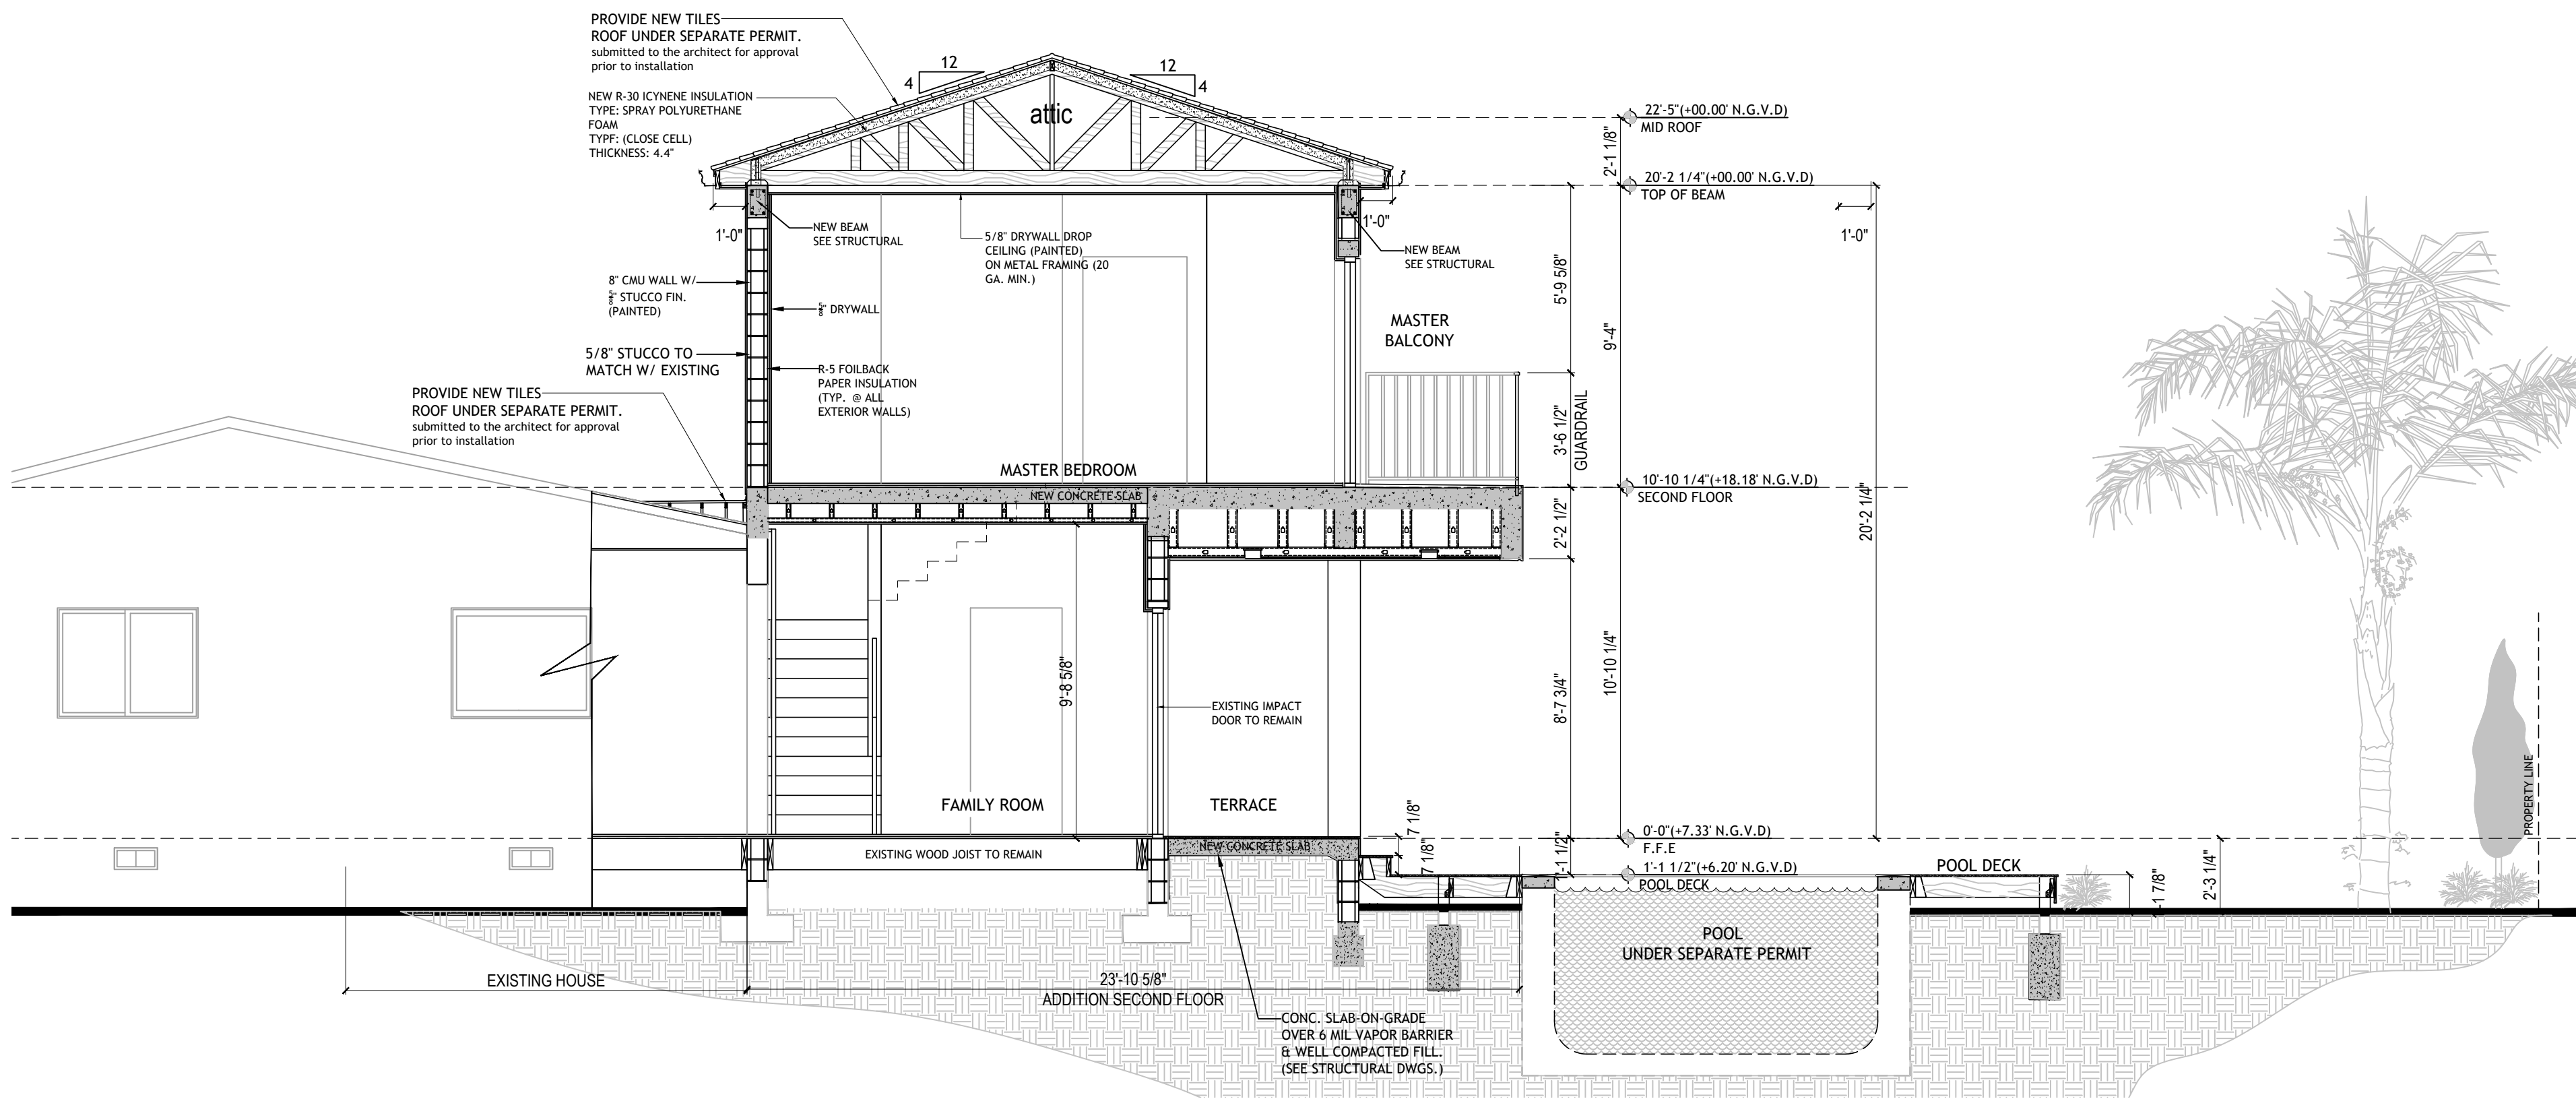 PROVIDE NEW TILES
ROOF UNDER SEPARATE PERMIT.
submitted to the architect for approval
prior to installation
NEW R-30 ICYNENE INSULATION
TYPE: SPRAY POLYURETHANE
FOAM
TYPF: (CLOSE CELL)
THICKNESS: 4.4"
12
4
12
4
attic
22'-5"(+00.00' N.G.V.D)
MID ROOF
2'-1 1/8"
20'-2 1/4"(+00.00' N.G.V.D)
TOP OF BEAM
1'-0"
1'-0"
1'-0"
NEW BEAM
SEE STRUCTURAL
5/8" DRYWALL DROP
CEILING (PAINTED)
ON METAL FRAMING (20
GA. MIN.)
NEW BEAM
SEE STRUCTURAL
8" CMU WALL W/
5/8" STUCCO FIN.
(PAINTED)
5/8" DRYWALL
5'-9 5/8"
9'-4"
MASTER
BALCONY
5/8" STUCCO TO
MATCH W/ EXISTING
R-5 FOILBACK
PAPER INSULATION
(TYP. @ ALL
EXTERIOR WALLS)
PROVIDE NEW TILES
ROOF UNDER SEPARATE PERMIT.
submitted to the architect for approval
prior to installation
3'-6 1/2"
GUARDRAIL
MASTER BEDROOM
NEW CONCRETE SLAB
10'-10 1/4"(+18.18' N.G.V.D)
SECOND FLOOR
2'-2 1/2"
20'-2 1/4"
9'-8 5/8"
8'-7 3/4"
10'-10 1/4"
EXISTING IMPACT
DOOR TO REMAIN
FAMILY ROOM
TERRACE
PROPERTY LINE
7 1/8"
7 1/8"
1'-1 1/2"
0'-0"(+7.33' N.G.V.D)
F.F.E
EXISTING WOOD JOIST TO REMAIN
NEW CONCRETE SLAB
1'-1 1/2"(+6.20' N.G.V.D)
POOL DECK
POOL DECK
-1 7/8"
2'-3 1/4"
POOL
UNDER SEPARATE PERMIT
EXISTING HOUSE
23'-10 5/8"
ADDITION SECOND FLOOR
CONC. SLAB-ON-GRADE
OVER 6 MIL VAPOR BARRIER
& WELL COMPACTED FILL.
(SEE STRUCTURAL DWGS.)